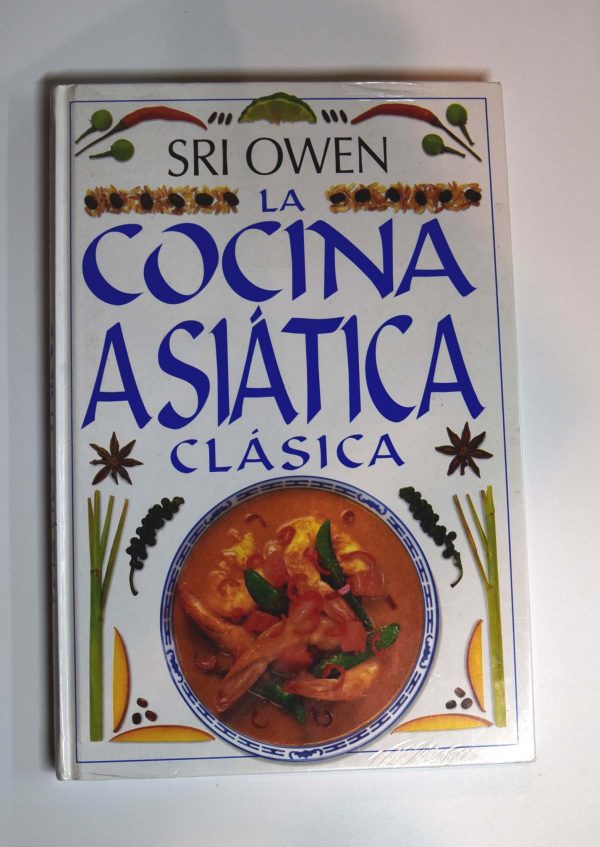 SRI OWEN
LA
COCINA
ASIÁTICA
CLÁSICA